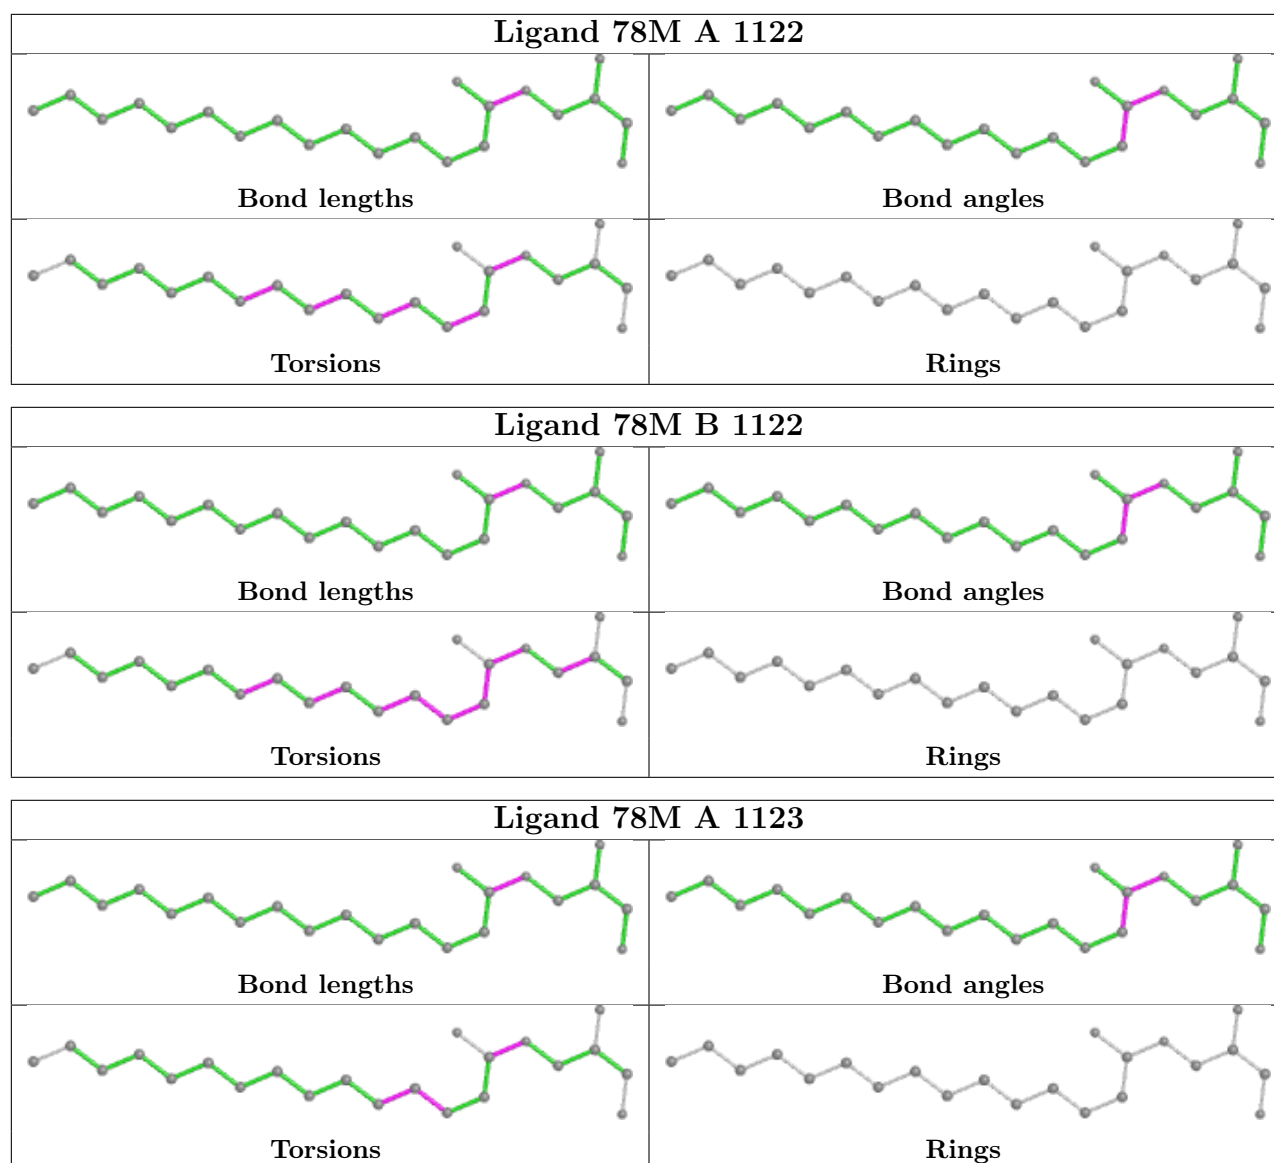 Ligand 78M A 1122
Bond lengths
Bond angles
Torsions
Rings
Ligand 78M B 1122
Bond lengths
Bond angles
Torsions
Rings
Ligand 78M A 1123
Bond lengths
Bond angles
Torsions
Rings